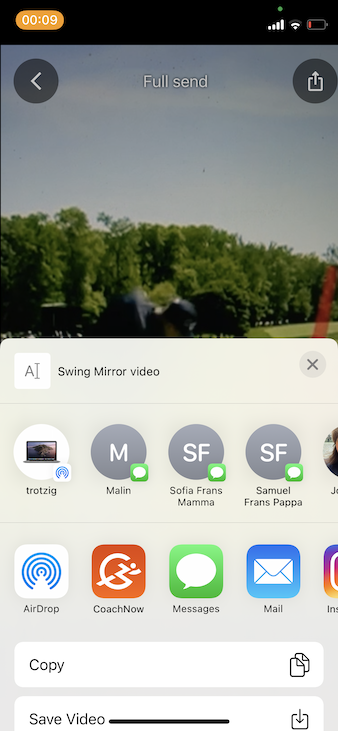 00:09
Full send
A
Swing Mirror video
M
SF
SF
trotzig
Malin
Sofia Frans
Mamma
Samuel
Frans Pappa
Jo
AirDrop
CoachNow
Messages
Mail
Ins
Copy
Save Video